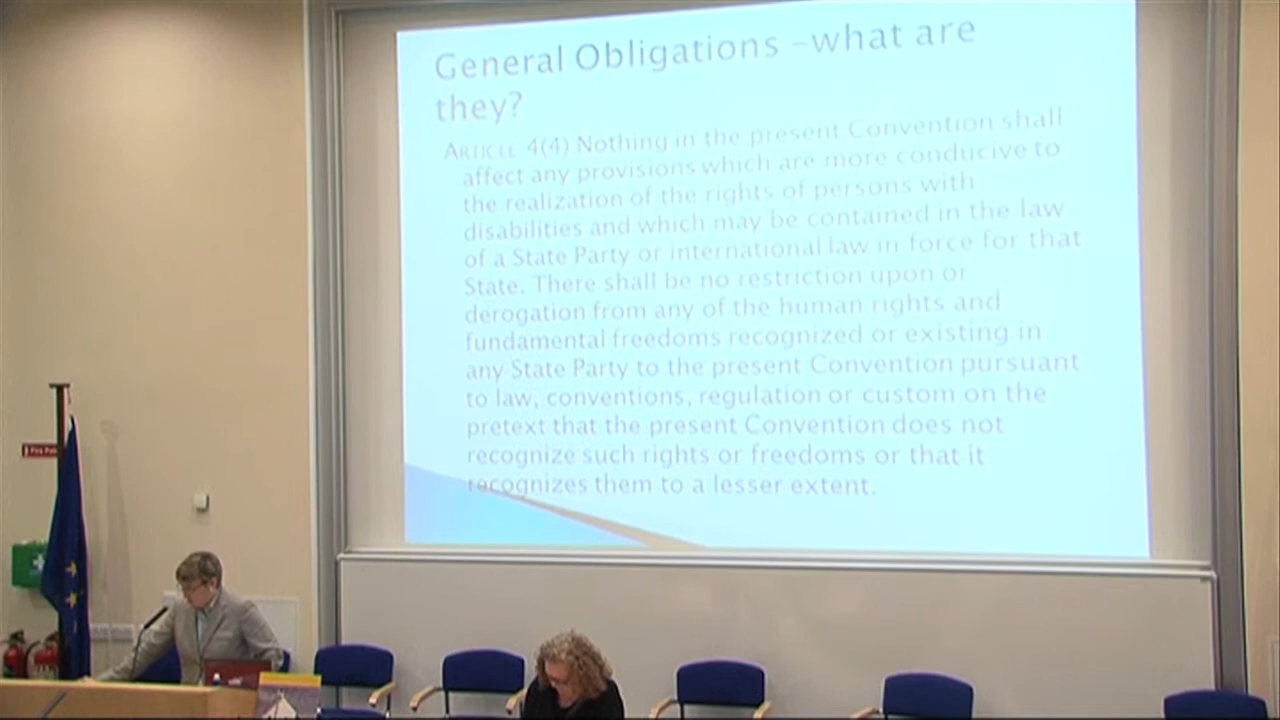 General Obligations –what are
they?
ARTICLE 4(4) Nothing in the present Convention shall
affect any provisions which are more conducive to
the realization of the rights of persons with
disabilities and which may be contained in the law
of a State Party or international law in force for that
State. There shall be no restriction upon or
derogation from any of the human rights and
fundamental freedoms recognized or existing in
any State Party to the present Convention pursuant
to law, conventions, regulation or custom on the
pretext that the present Convention does not
recognize such rights or freedoms or that it
recognizes them to a lesser extent.
Fire